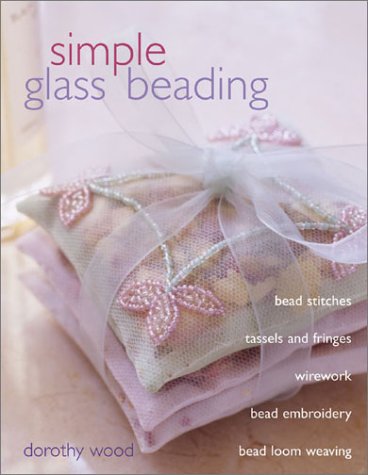 simple
glass beading
bead stitches
tassels and fringes
wirework
bead embroidery
dorothy wood
bead loom weaving